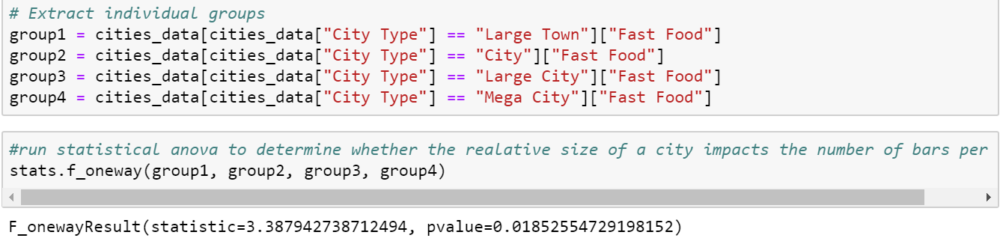 # Extract individual groups
group1 = cities_data[cities_data["City Type"] == "Large Town"]["Fast Food"]
group2 = cities_data[cities_data["City Type"] == "City"]["Fast Food"]
group3 = cities_data[cities_data["City Type"] == "Large City"]["Fast Food"]
group4 = cities_data[cities_data["City Type"] == "Mega City"]["Fast Food"]
#run statistical anova to determine whether the realative size of a city impacts the number of bars per
stats.f_oneway(group1, group2, group3, group4)
F_onewayResult(statistic=3.387942738712494, pvalue=0.01852554729198152)